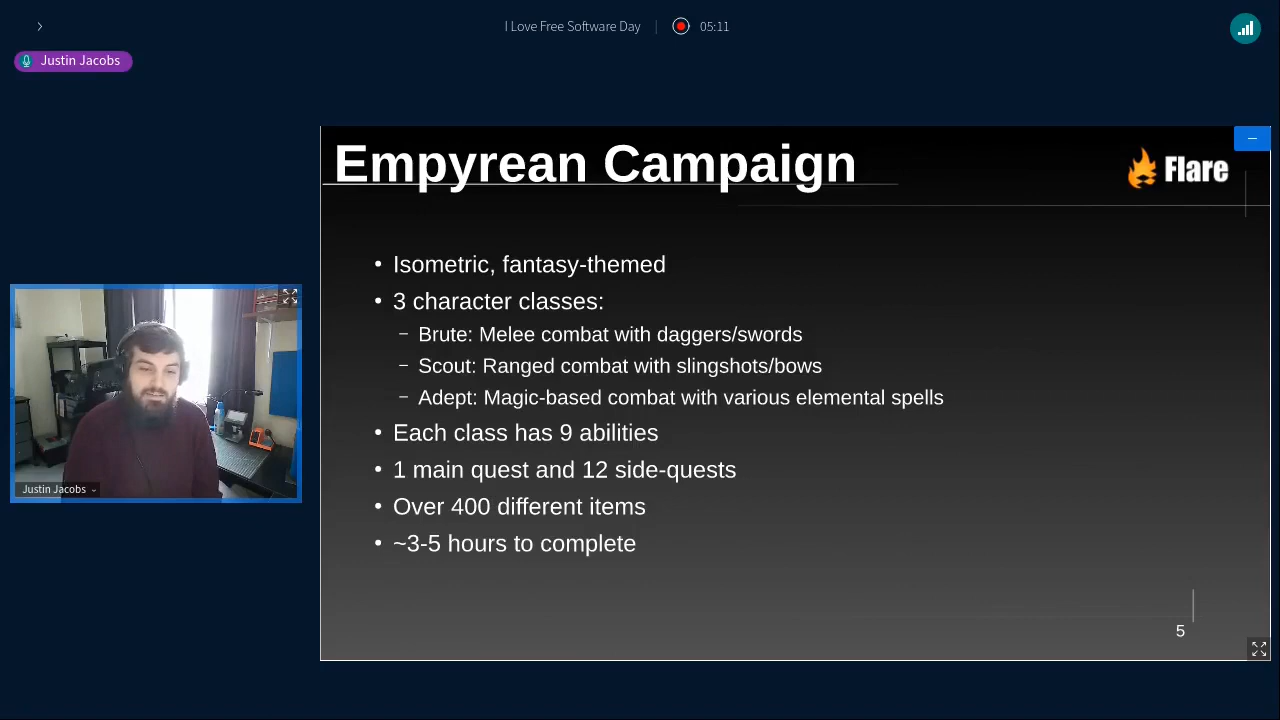 I Love Free Software Day
05:11
Justin Jacobs
Empyrean Campaign
Flare
• Isometric, fantasy-themed
• 3 character classes:
– Brute: Melee combat with daggers/swords
– Scout: Ranged combat with slingshots/bows
– Adept: Magic-based combat with various elemental spells
• Each class has 9 abilities
• 1 main quest and 12 side-quests
• Over 400 different items
• ~3-5 hours to complete
5
Justin Jacobs